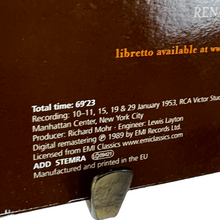 REN
libretto available at www
Total time: 69'23
Recording: 10–11, 15, 19 & 29 January 1953, RCA Victor Stud
Manhattan Center, New York City
Producer: Richard Mohr · Engineer: Lewis Layton
Digital remastering ℗ 1989 by EMI Records Ltd.
Licensed from EMI Classics www.emiclassics.com
ADD STEMRA
Manufactured and printed in the EU